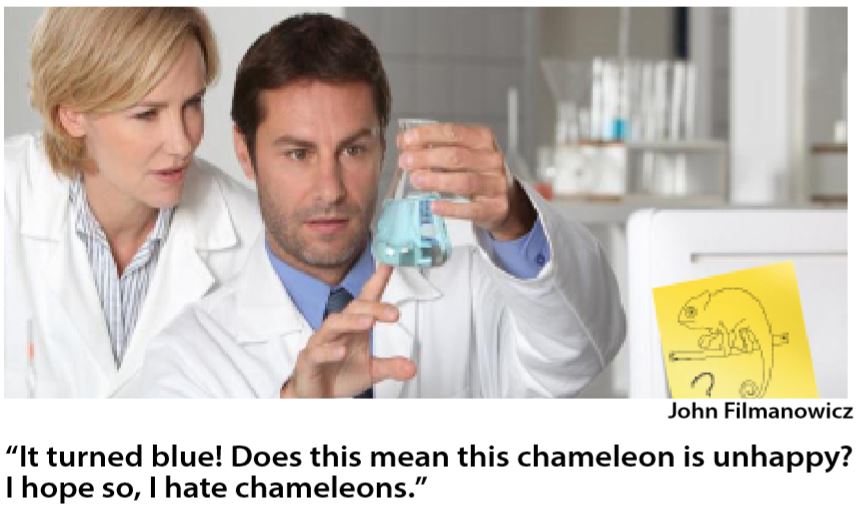 ?
John Filmanowicz
“It turned blue! Does this mean this chameleon is unhappy?
I hope so, I hate chameleons.”